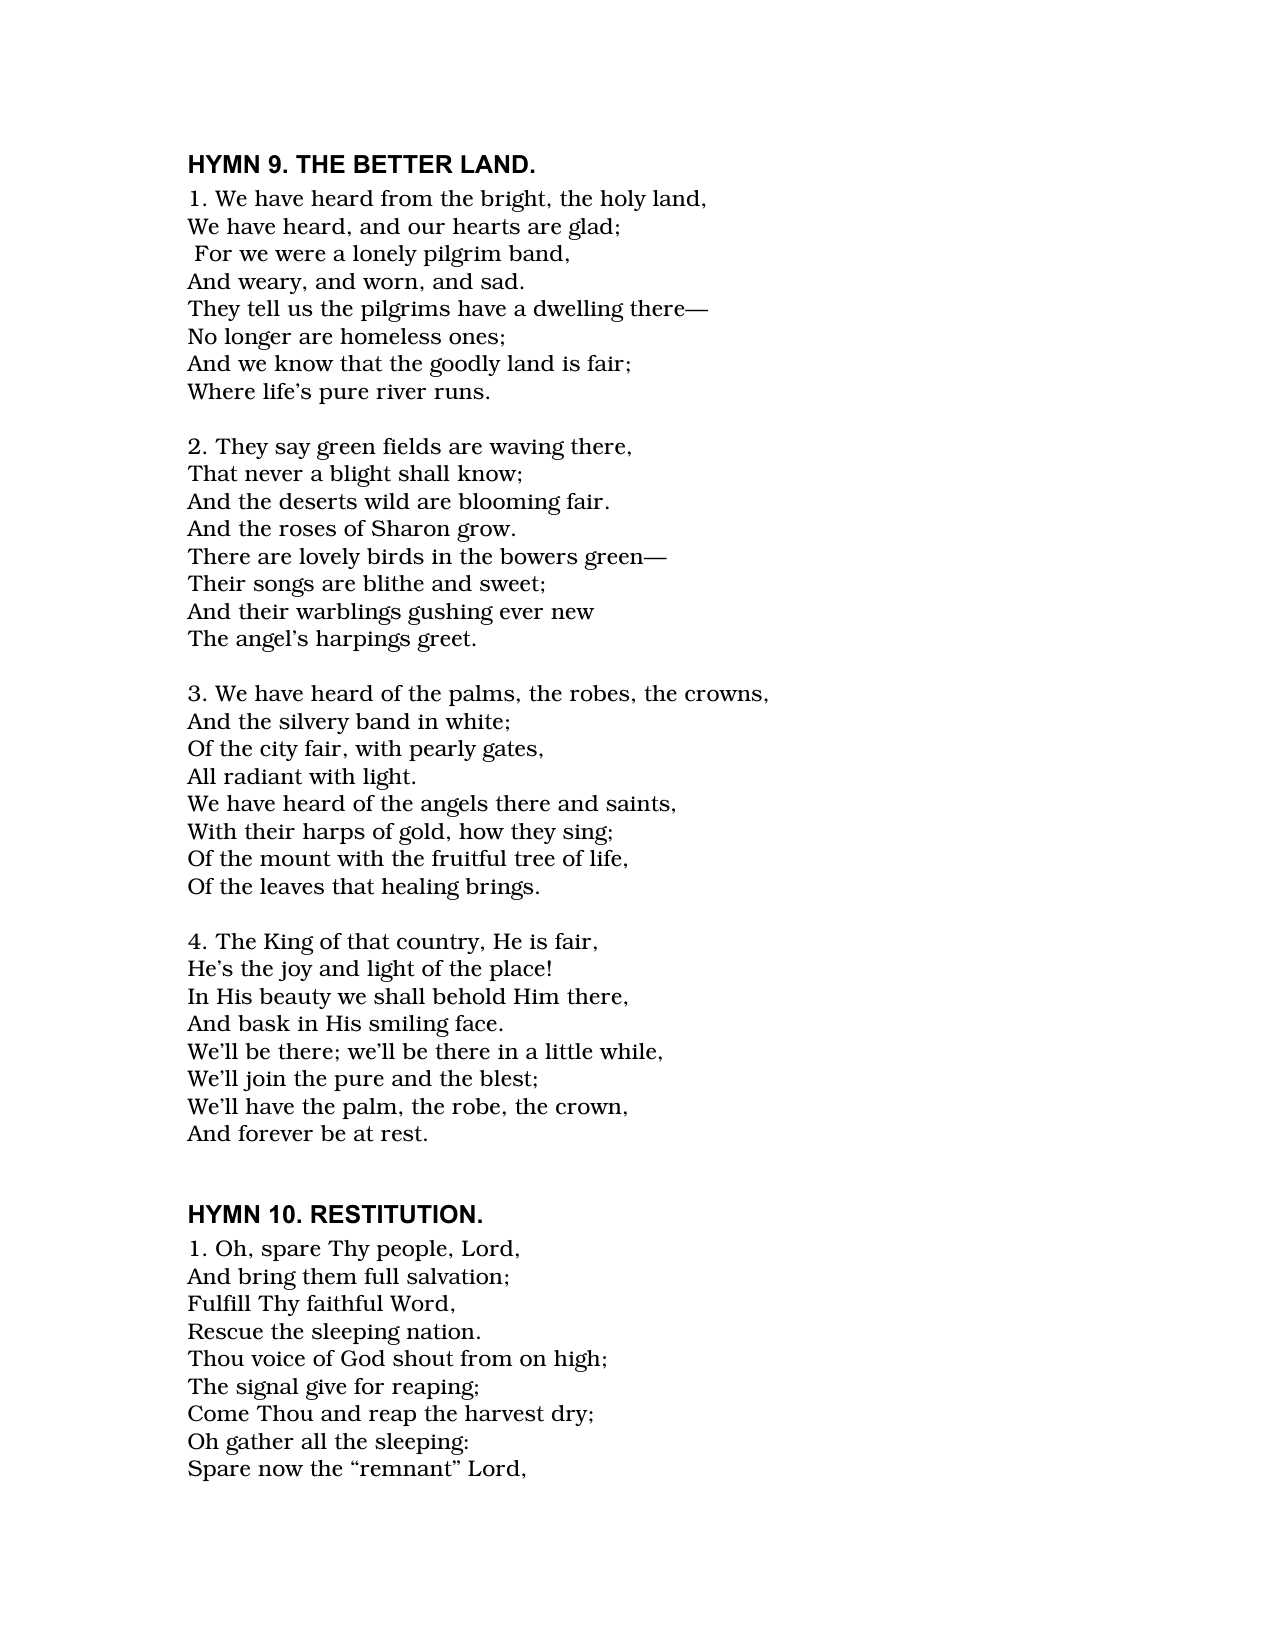 HYMN 9. THE BETTER LAND.
1. We have heard from the bright, the holy land,
We have heard, and our hearts are glad;
For we were a lonely pilgrim band,
And weary, and worn, and sad.
They tell us the pilgrims have a dwelling there—
No longer are homeless ones;
And we know that the goodly land is fair;
Where life’s pure river runs.

2. They say green fields are waving there,
That never a blight shall know;
And the deserts wild are blooming fair.
And the roses of Sharon grow.
There are lovely birds in the bowers green—
Their songs are blithe and sweet;
And their warblings gushing ever new
The angel’s harpings greet.

3. We have heard of the palms, the robes, the crowns,
And the silvery band in white;
Of the city fair, with pearly gates,
All radiant with light.
We have heard of the angels there and saints,
With their harps of gold, how they sing;
Of the mount with the fruitful tree of life,
Of the leaves that healing brings.

4. The King of that country, He is fair,
He’s the joy and light of the place!
In His beauty we shall behold Him there,
And bask in His smiling face.
We’ll be there; we’ll be there in a little while,
We’ll join the pure and the blest;
We’ll have the palm, the robe, the crown,
And forever be at rest.

HYMN 10. RESTITUTION.
1. Oh, spare Thy people, Lord,
And bring them full salvation;
Fulfill Thy faithful Word,
Rescue the sleeping nation.
Thou voice of God shout from on high;
The signal give for reaping;
Come Thou and reap the harvest dry;
Oh gather all the sleeping:
Spare now the “remnant” Lord,